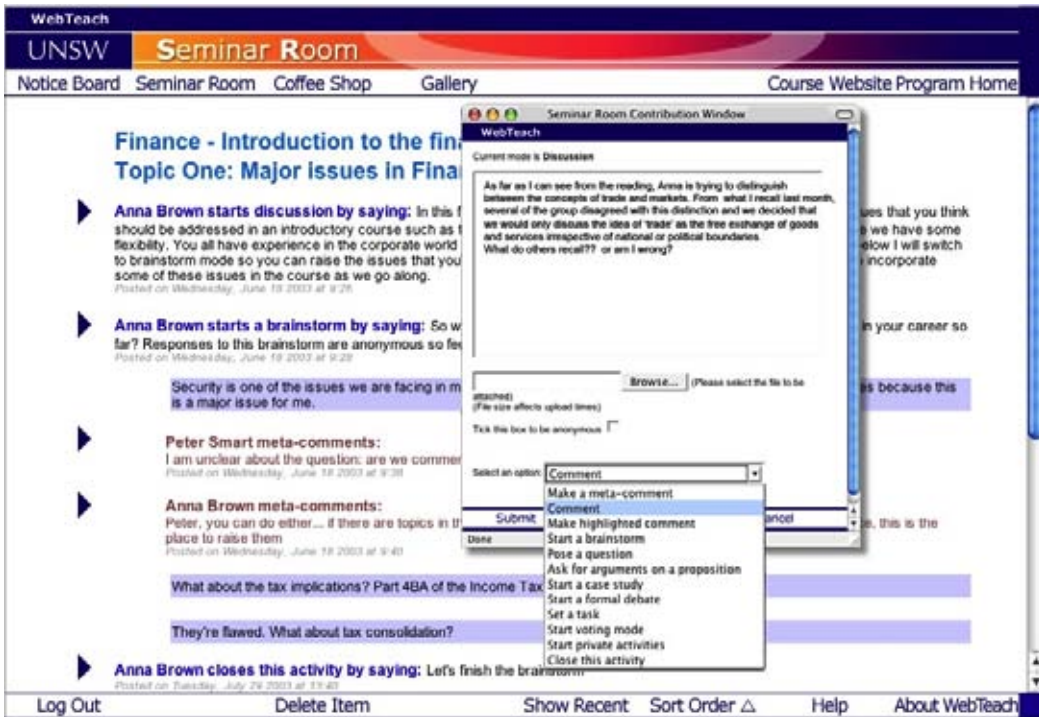 WebTeach
UNSW Seminar Room
Notice Board Seminar Room Coffee Shop Gallery Course Website Program Home
Finance - Introduction to the fin
Topic One: Major issues in Fina
Anna Brown starts discussion by saying: In this f
ues that you think
should be addressed in an introductory course such as
e we have some
flexibility. You all have experience in the corporate world
elow I will switch
to brainstorm mode so you can raise the issues that you
incorporate
some of these issues in the course as we go along.
Posted on Wednesday, June 18 2003 at 9:26
Anna Brown starts a brainstorm by saying: So w
in your career so
far? Responses to this brainstorm are anonymous so fee
Posted on Wednesday, June 18 2003 at 9:28
Security is one of the issues we are facing in m
es because this
is a major issue for me.
Peter Smart meta-comments:
I am unclear about the question: are we commen
Posted on Wednesday, June 18 2003 at 9:38
Anna Brown meta-comments:
Peter, you can do either... if there are topics in th
e, this is the
place to raise them
Posted on Wednesday, June 18 2003 at 9:40
What about the tax implications? Part 4BA of the Income Tax
They're flawed. What about tax consolidation?
Anna Brown closes this activity by saying: Let's finish the brainstorm
Posted on Tuesday, July 29 2003 at 13:40
Seminar Room Contribution Window
WebTeach
Current mode is Discussion
As far as I can see from the reading, Anna is trying to distinguish
between the concepts of trade and markets. From what I recall last month,
several of the group disagreed with this distinction and we decided that
we would only discuss the idea of 'trade' as the free exchange of goods
and services irrespective of national or political boundaries.
What do others recall?? or am I wrong?
Browse... (Please select the file to be
attached)
(File size affects upload times)
Tick this box to be anonymous
Select an option: Comment
Make a meta-comment
Comment
Make highlighted comment
Start a brainstorm
Pose a question
Ask for arguments on a proposition
Start a case study
Start a formal debate
Set a task
Start voting mode
Start private activities
Close this activity
Submit
ancel
Done
Log Out Delete Item Show Recent Sort Order △ Help About WebTeach